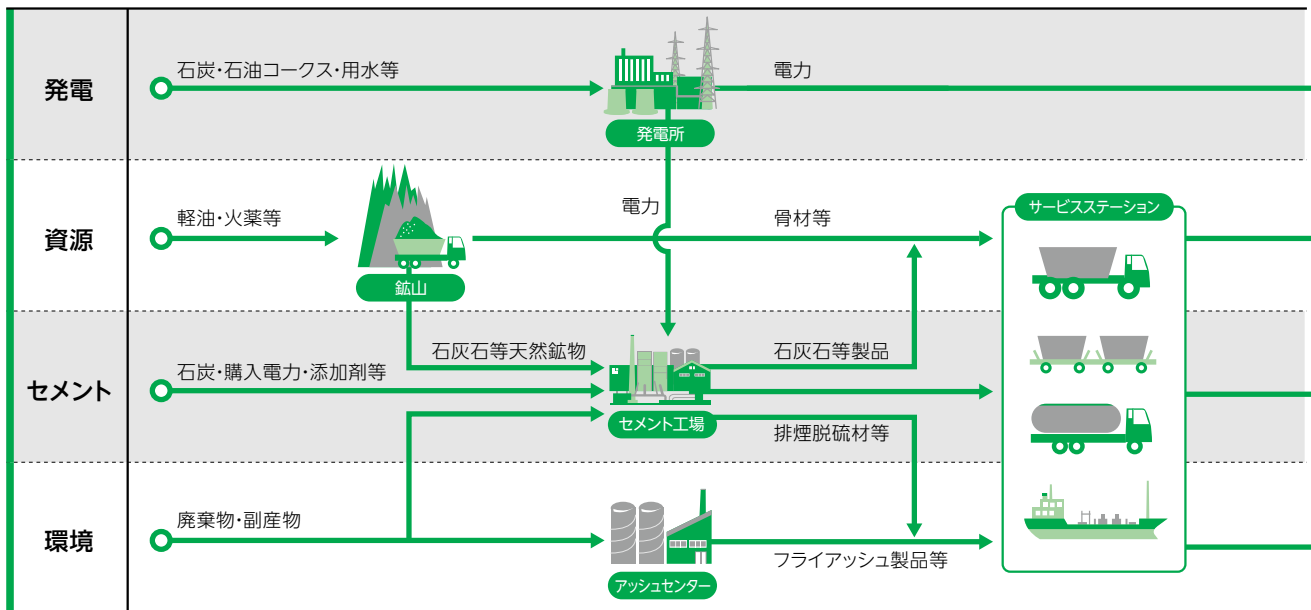 発電
石炭・石油コークス・用水等
電力
発電所
資源
軽油・火薬等
電力
骨材等
サービスステーション
鉱山
セメント
石灰石等天然鉱物
石灰石等製品
石炭・購入電力・添加剤等
セメント工場
排煙脱硫材等
環境
廃棄物・副産物
フライアッシュ製品等
アッシュセンター